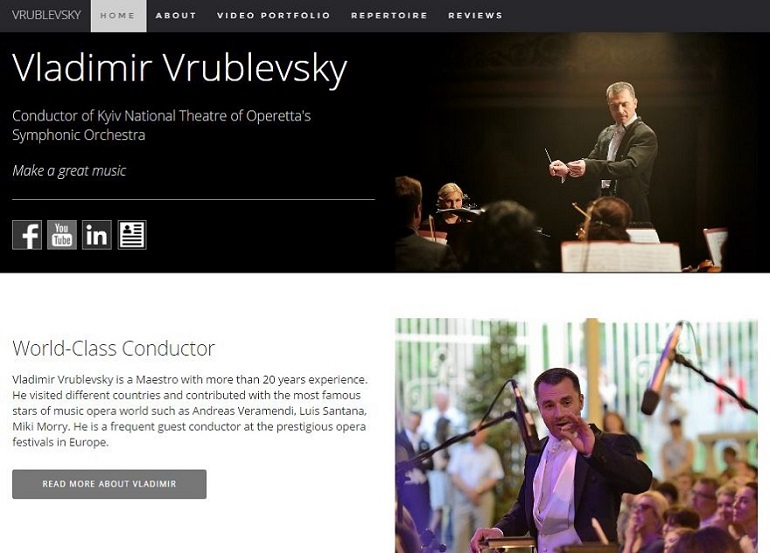 VRUBLEVSKY HOME ABOUT VIDEO PORTFOLIO REPERTOIRE REVIEWS
Vladimir Vrublevsky
Conductor of Kyiv National Theatre of Operetta's
Symphonic Orchestra
Make a great music
f You Tube in
World-Class Conductor
Vladimir Vrublevsky is a Maestro with more than 20 years experience.
He visited different countries and contributed with the most famous
stars of music opera world such as Andreas Veramendi, Luis Santana,
Miki Morry. He is a frequent guest conductor at the prestigious opera
festivals in Europe.
READ MORE ABOUT VLADIMIR